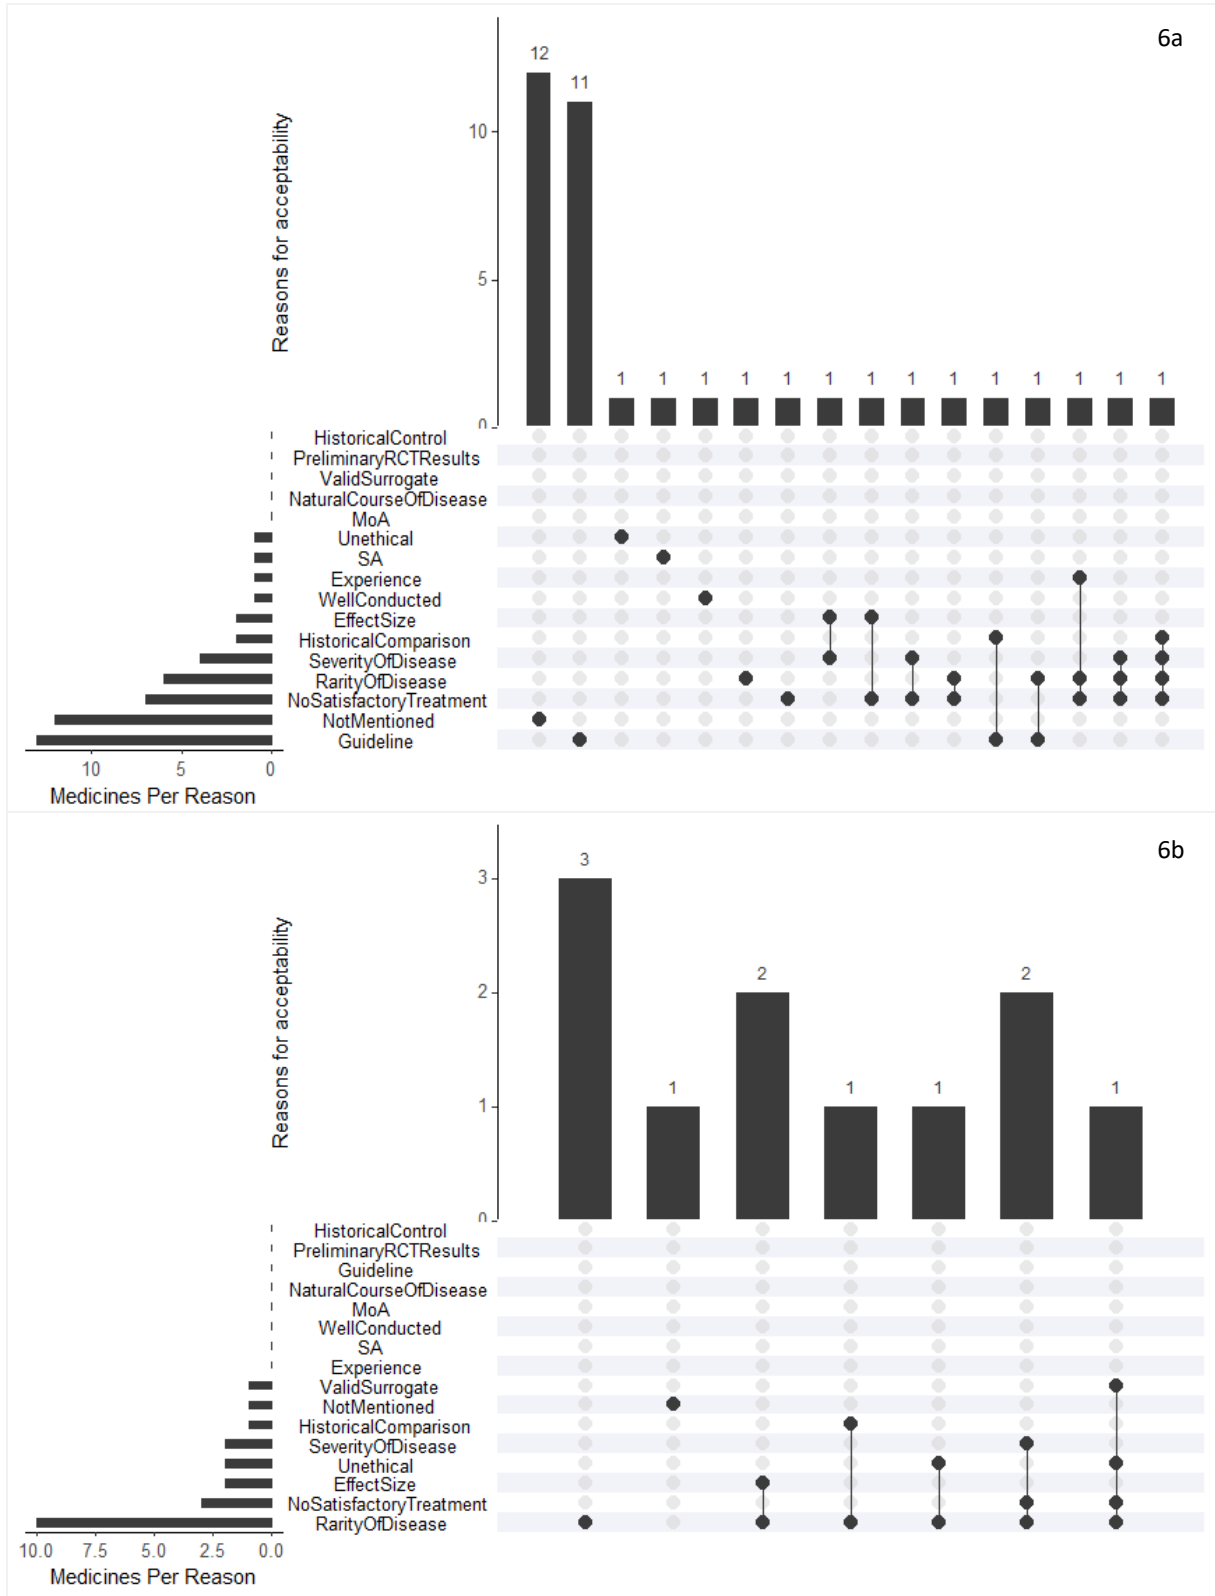 6a
12
11
1 1 1 1 1 1 1 1 1 1 1 1 1 1
10
5
0
Reasons for acceptability
HistoricalControl
PreliminaryRCTResults
ValidSurrogate
NaturalCourseOfDisease
MoA
Unethical
SA
Experience
WellConducted
EffectSize
HistoricalComparison
SeverityOfDisease
RarityOfDisease
NoSatisfactoryTreatment
NotMentioned
Guideline
10 5 0
Medicines Per Reason
6b
3
1
2
1
1
2
1
3
2
1
0
Reasons for acceptability
HistoricalControl
PreliminaryRCTResults
Guideline
NaturalCourseOfDisease
MoA
WellConducted
SA
Experience
ValidSurrogate
NotMentioned
HistoricalComparison
SeverityOfDisease
Unethical
EffectSize
NoSatisfactoryTreatment
RarityOfDisease
10.0 7.5 5.0 2.5 0.0
Medicines Per Reason